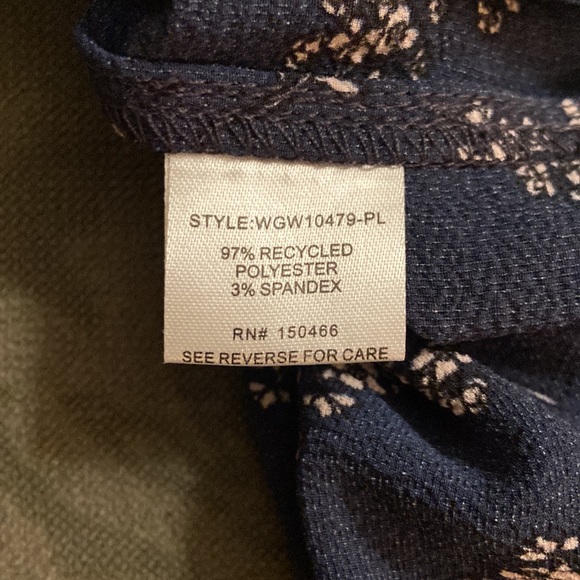 STYLE:WGW10479-PL
97% RECYCLED
POLYESTER
3% SPANDEX
RN# 150466
SEE REVERSE FOR CARE